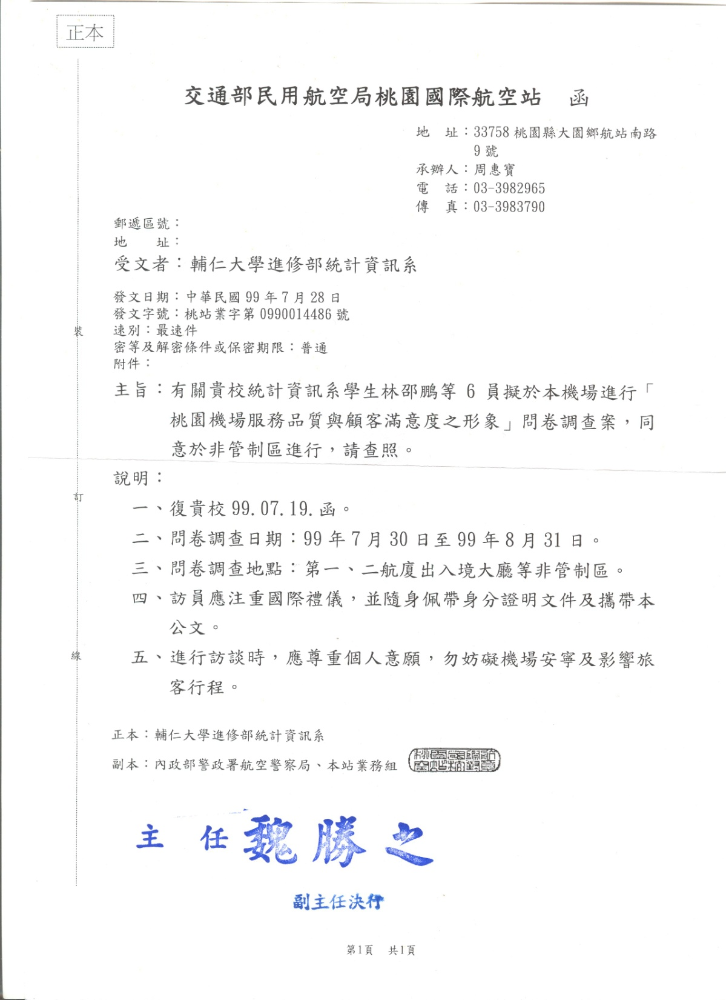 正本
交通部民用航空局桃園國際航空站 函
地 址：33758 桃園縣大園鄉航站南路
9 號
承辦人：周惠寶
電 話：03-3982965
傳 真：03-3983790
郵遞區號：
地 址：
受文者：輔仁大學進修部統計資訊系
發文日期：中華民國 99 年 7 月 28 日
發文字號：桃站業字第 0990014486 號
速別：最速件
密等及解密條件或保密期限：普通
附件：
主旨：有關貴校統計資訊系學生林邵鵬等 6 員擬於本機場進行「
桃園機場服務品質與顧客滿意度之形象」問卷調查案，同
意於非管制區進行，請查照。
說明：
一、復貴校 99.07.19.函。
二、問卷調查日期：99 年 7 月 30 日至 99 年 8 月 31 日。
三、問卷調查地點：第一、二航廈出入境大廳等非管制區。
四、訪員應注重國際禮儀，並隨身佩帶身分證明文件及攜帶本
公文。
五、進行訪談時，應尊重個人意願，勿妨礙機場安寧及影響旅
客行程。
裝
訂
線
正本：輔仁大學進修部統計資訊系
副本：內政部警政署航空警察局、本站業務組
主 任 魏勝之
副主任決行
第1頁 共1頁